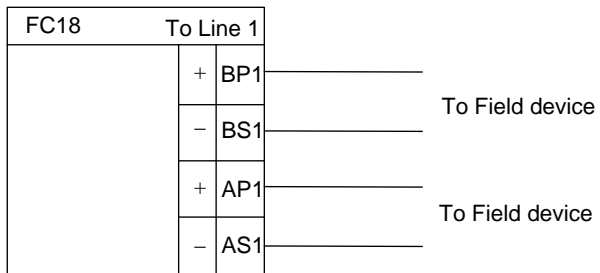 FC18 To Line 1
+ BP1
To Field device
− BS1
+ AP1
To Field device
− AS1